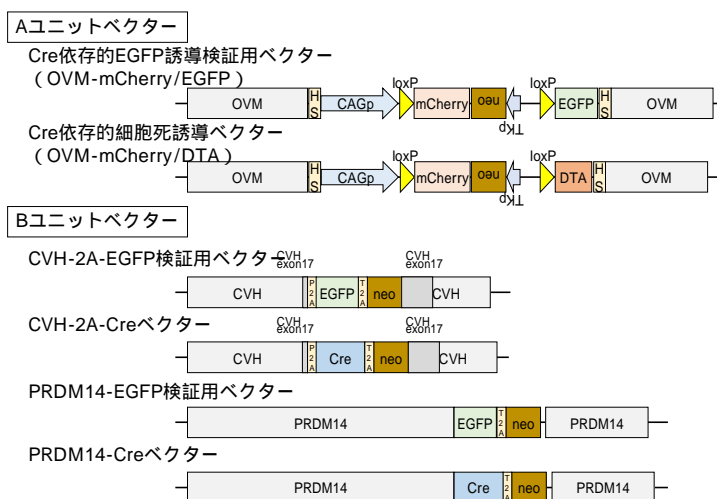 Aユニットベクター
Cre依存的EGFP誘導検証用ベクター
（OVM-mCherry/EGFP）
loxP loxP
OVM HS CAGp mCherry neo TKp EGFP HS OVM
Cre依存的細胞死誘導ベクター
（OVM-mCherry/DTA）
loxP loxP
OVM HS CAGp mCherry neo TKp DTA HS OVM
Bユニットベクター
CVH-2A-EGFP検証用ベクター
CVH exon17 CVH exon17
CVH P2A EGFP T2A neo CVH
CVH-2A-Creベクター
CVH exon17 CVH exon17
CVH P2A Cre T2A neo CVH
PRDM14-EGFP検証用ベクター
PRDM14 EGFP T2A neo PRDM14
PRDM14-Creベクター
PRDM14 Cre T2A neo PRDM14